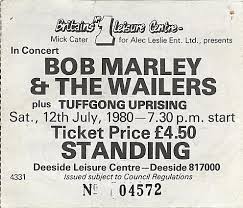 Britains' 1 Leisure Centre
Mick Cater for Alec Leslie Ent. Ltd., presents
In Concert
BOB MARLEY
& THE WAILERS
plus TUFFGONG UPRISING
Sat., 12th July, 1980—7.30 p.m. start
Ticket Price £4.50
STANDING
Deeside Leisure Centre—Deeside 817000
4331 Issued subject to Council Regulations
Nº 04572